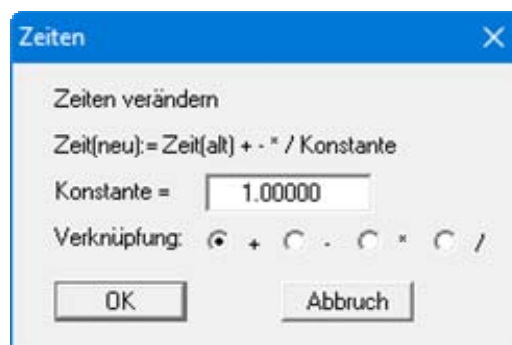 Zeiten
Zeiten verändern
Zeit(neu):= Zeit(alt) + - * / Konstante
Konstante = 1.00000
Verknüpfung: + - * /
OK Abbruch